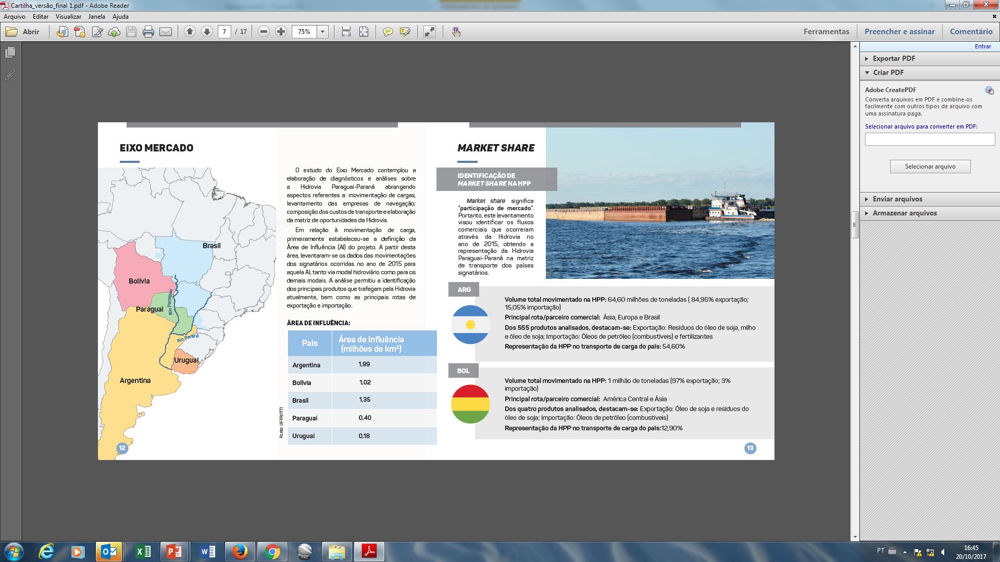 Cartilha_versão_final 1.pdf - Adobe Reader
Arquivo Editar Visualizar Janela Ajuda
Abrir
7 / 17
75%
Ferramentas
Preencher e assinar
Comentário
Entrar
Exportar PDF
Criar PDF
Adobe CreatePDF
Converta arquivos em PDF e combine-os
facilmente com outros tipos de arquivo com
uma assinatura paga.
Selecionar arquivo para converter em PDF:
Selecionar arquivo
Enviar arquivos
Armazenar arquivos
EIXO MERCADO
Brasil
Bolívia
Rio Paraguai
Paraguai
Rio Paraná
Uruguai
Argentina
12
O estudo do Eixo Mercado contemplou a
elaboração de diagnósticos e análises sobre
a Hidrovia Paraguai-Paraná abrangendo
aspectos referentes a: movimentação de cargas,
levantamento das empresas de navegação;
composição dos custos de transporte e elaboração
da matriz de oportunidades da Hidrovia.
Em relação à movimentação de carga,
primeiramente estabeleceu-se a definição da
Área de Influência (AI) do projeto. A partir desta
área, levantaram-se os dados das movimentações
dos signatários ocorridas no ano de 2015 para
aquela AI, tanto via modal hidroviário como para os
demais modais. A análise permitiu a identificação
dos principais produtos que trafegam pela Hidrovia
atualmente, bem como as principais rotas de
exportação e importação.
ÁREA DE INFLUÊNCIA:
País Área de Influência
(milhões de km²)
Argentina 1,99
Bolívia 1,02
Brasil 1,35
Paraguai 0,40
Uruguai 0,18
Fonte: UFPR/ITTI
MARKET SHARE
IDENTIFICAÇÃO DE
MARKET SHARE NA HPP
Market share significa
"participação de mercado".
Portanto, este levantamento
visou identificar os fluxos
comerciais que ocorreram
através da Hidrovia no
ano de 2015, obtendo a
representação da Hidrovia
Paraguai-Paraná na matriz
de transporte dos países
signatários.
ARG
Volume total movimentado na HPP: 64,60 milhões de toneladas ( 84,95% exportação;
15,05% importação)
Principal rota/parceiro comercial: Ásia, Europa e Brasil
Dos 555 produtos analisados, destacam-se: Exportação: Resíduos do óleo de soja, milho
e óleo de soja; Importação: Óleos de petróleo (combustíveis) e fertilizantes
Representação da HPP no transporte de carga do país: 54,60%
BOL
Volume total movimentado na HPP: 1 milhão de toneladas (97% exportação; 3%
importação)
Principal rota/parceiro comercial: América Central e Ásia
Dos quatro produtos analisados, destacam-se: Exportação: Óleo de soja e resíduos do
óleo de soja; Importação: Óleos de petróleo (combustíveis)
Representação da HPP no transporte de carga do país:12,90%
13
PT
16:45
20/10/2017